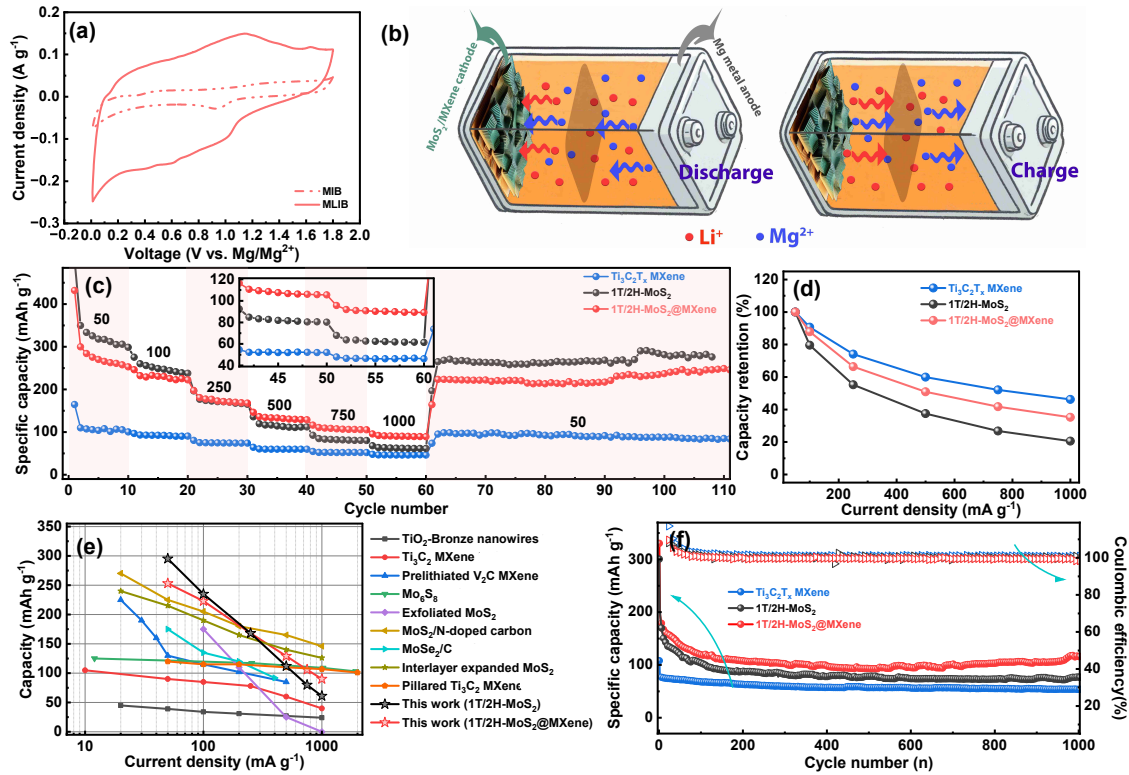 (a)
Current density (A g⁻¹)
0.2
0.1
0.0
−0.1
−0.2
−0.3
MIB
MLIB
−0.2 0.0 0.2 0.4 0.6 0.8 1.0 1.2 1.4 1.6 1.8 2.0
Voltage (V vs. Mg/Mg²⁺)
(b)
MoS₂/MXene cathode
Mg metal anode
Discharge
Charge
Li⁺
Mg²⁺
(c)
Specific capacity (mAh g⁻¹)
400
300
200
100
0
50
100
250
500
750
1000
50
120
100
80
60
40
45 50 55 60
Ti₃C₂Tₓ MXene
1T/2H-MoS₂
1T/2H-MoS₂@MXene
0 10 20 30 40 50 60 70 80 90 100 110
Cycle number
(d)
Capacity retention (%)
120
100
80
60
40
20
0
Ti₃C₂Tₓ MXene
1T/2H-MoS₂
1T/2H-MoS₂@MXene
200 400 600 800 1000
Current density (mA g⁻¹)
(e)
Capacity (mAh g⁻¹)
350
300
250
200
150
100
50
0
TiO₂-Bronze nanowires
Ti₃C₂ MXene
Prelithiated V₂C MXene
Mo₆S₈
Exfoliated MoS₂
MoS₂/N-doped carbon
MoSe₂/C
Interlayer expanded MoS₂
Pillared Ti₃C₂ MXene
This work (1T/2H-MoS₂)
This work (1T/2H-MoS₂@MXene)
10 100 1000
Current density (mA g⁻¹)
(f)
Specific capacity (mAh g⁻¹)
300
200
100
0
Ti₃C₂Tₓ MXene
1T/2H-MoS₂
1T/2H-MoS₂@MXene
100
80
60
40
20
0
Coulombic efficiency(%)
0 200 400 600 800 1000
Cycle number (n)